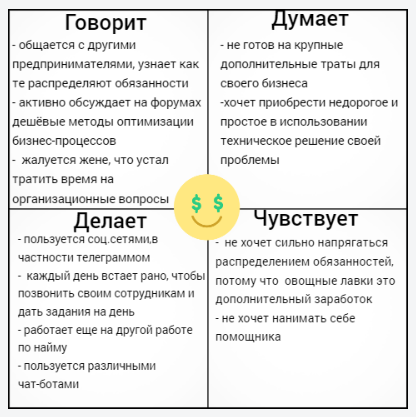 Говорит
- общается с другими
предпринимателями, узнает как
те распределяют обязанности
- активно обсуждает на форумах
дешёвые методы оптимизации
бизнес-процессов
- жалуется жене, что устал
тратить время на
организационные вопросы
Думает
- не готов на крупные
дополнительные траты для
своего бизнеса
-хочет приобрести недорогое и
простое в использовании
техническое решение своей
проблемы
Делает
- пользуется соц.сетями,в
частности телеграммом
- каждый день встает рано, чтобы
позвонить своим сотрудникам и
дать задания на день
- работает еще на другой работе
по найму
- пользуется различными
чат-ботами
Чувствует
- не хочет сильно напрягаться
распределением обязанностей,
потому что овощные лавки это
дополнительный заработок
- не хочет нанимать себе
помощника